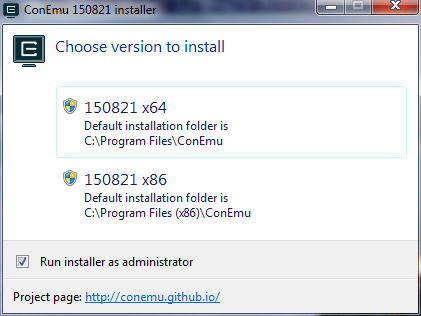 ConEmu 150821 installer
Choose version to install
150821 x64
Default installation folder is
C:\Program Files\ConEmu
150821 x86
Default installation folder is
C:\Program Files (x86)\ConEmu
Run installer as administrator
Project page: http://conemu.github.io/